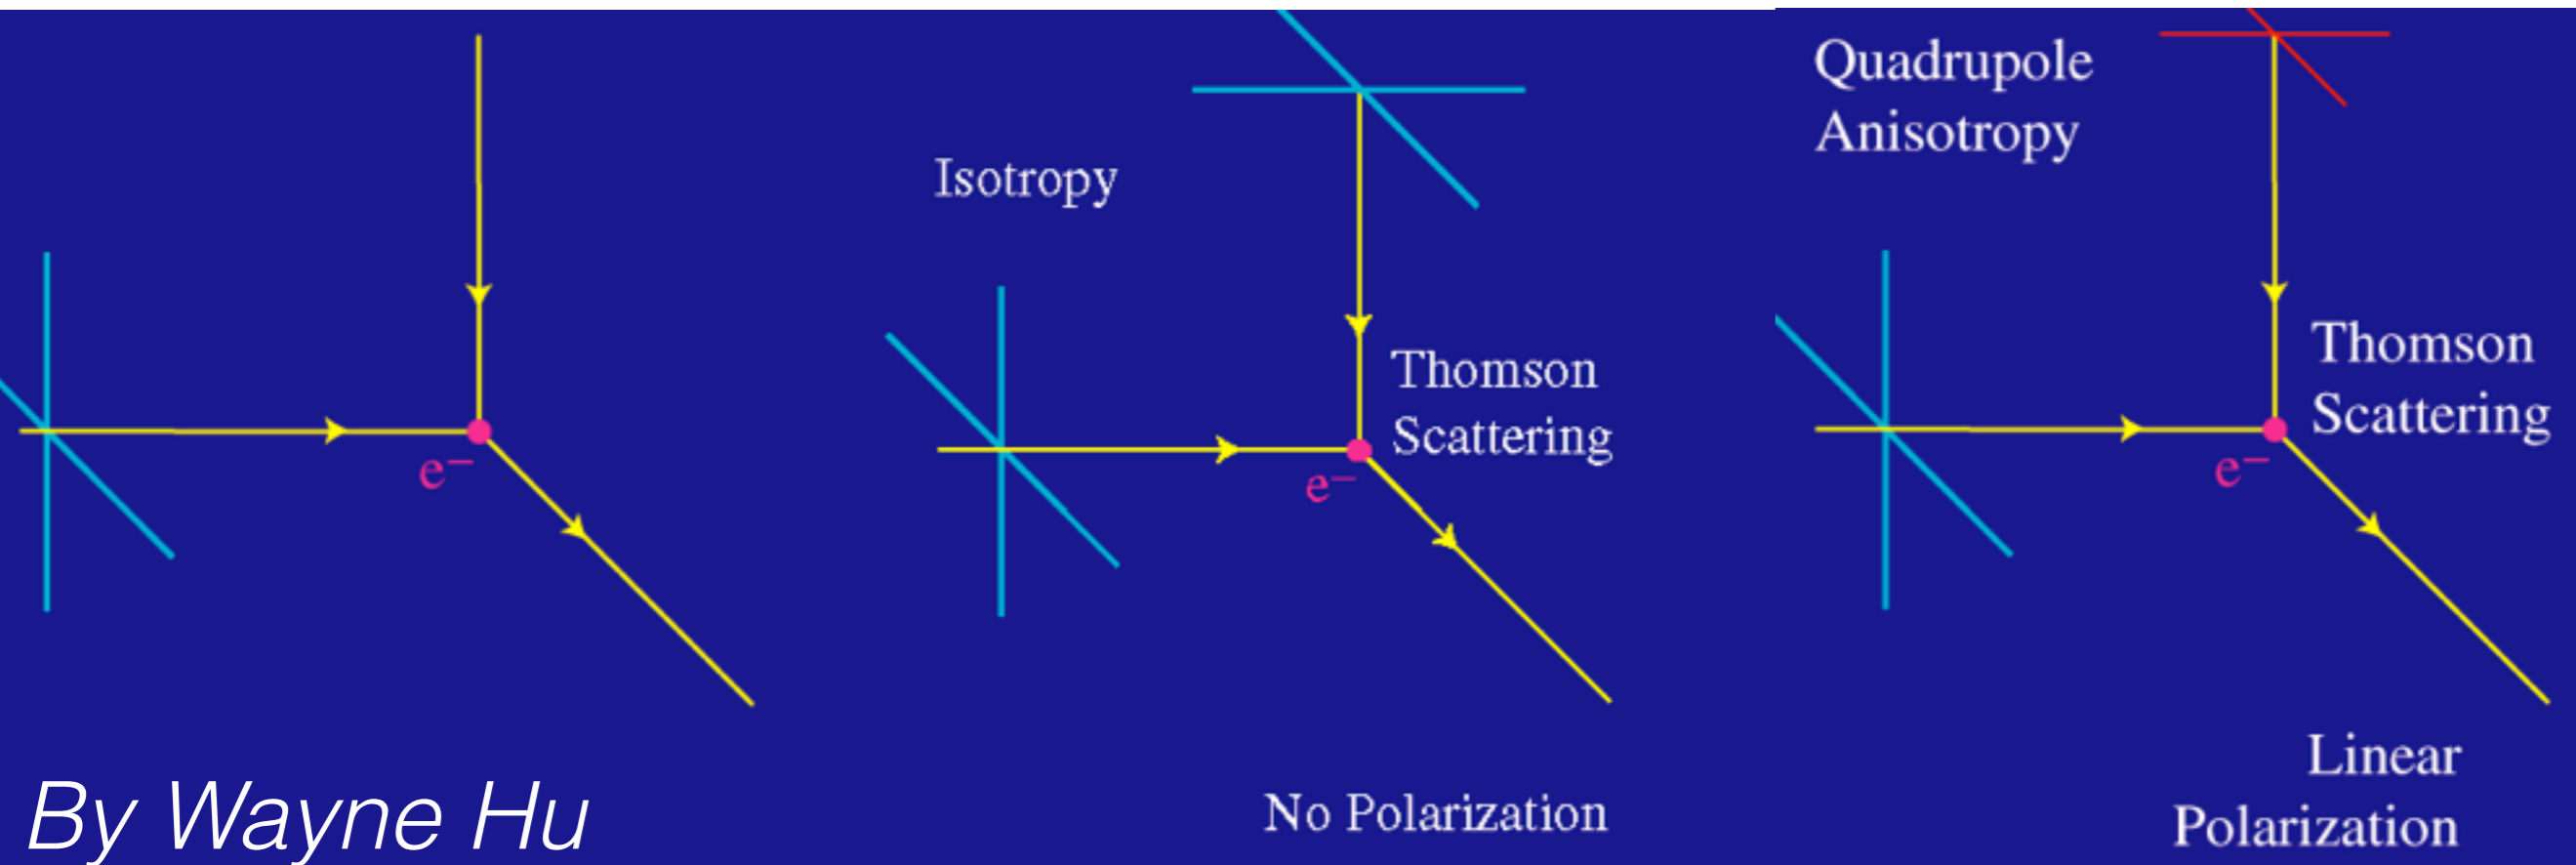 e−
By Wayne Hu
Isotropy
Thomson
Scattering
e−
No Polarization
Quadrupole
Anisotropy
Thomson
Scattering
e−
Linear
Polarization